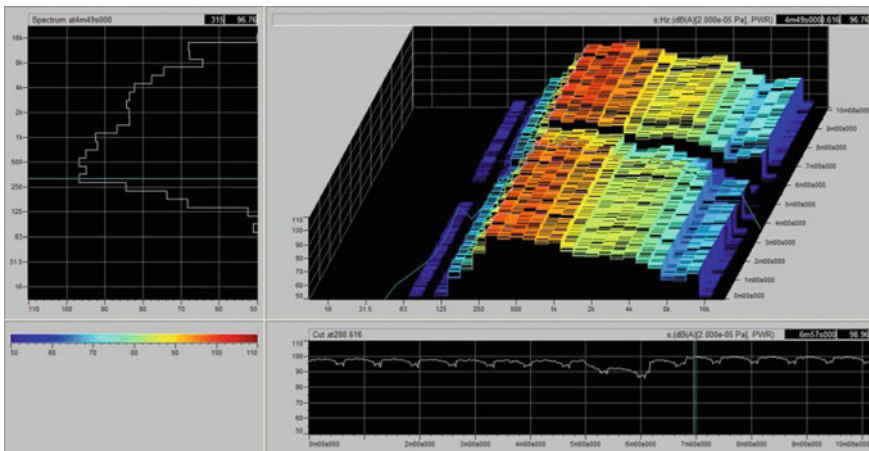 Spectrum at4m49s000 315 96.76
16k
8k
4k
2k
1k
500
250
125
63
31.5
16
110 100 90 80 70 60 50
s:Hz,(dB(A)[2.000e-05 Pa], PWR) 4m49s000 616 96.76
110
100
90
80
70
60
50
16 31.5 63 125 250 500 1k 2k 4k 8k 16k
10m00s000
9m00s000
8m00s000
7m00s000
6m00s000
5m00s000
4m00s000
3m00s000
2m00s000
1m00s000
0m00s000
50 60 70 80 90 100 110
Cut at280.616 s:(dB(A)[2.000e-05 Pa], PWR) 6m57s000 98.96
110
100
90
80
70
60
50
0m00s000 2m00s000 3m00s000 4m00s000 5m00s000 6m00s000 7m00s000 8m00s000 9m00s000